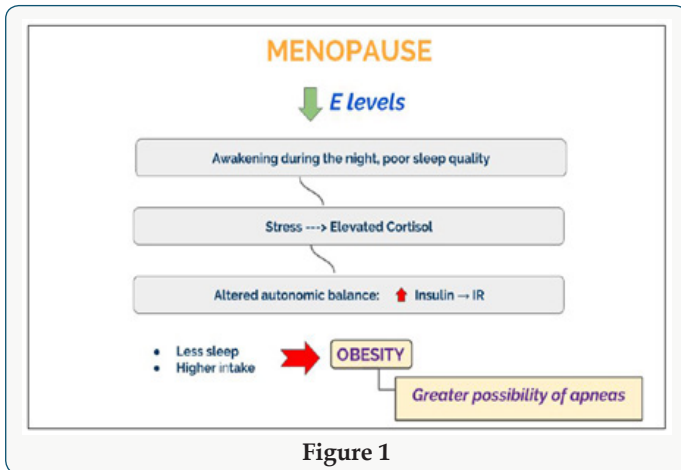 MENOPAUSE
E levels
Awakening during the night, poor sleep quality
Stress ---> Elevated Cortisol
Altered autonomic balance: Insulin → IR
• Less sleep
• Higher intake
OBESITY
Greater possibility of apneas
Figure 1